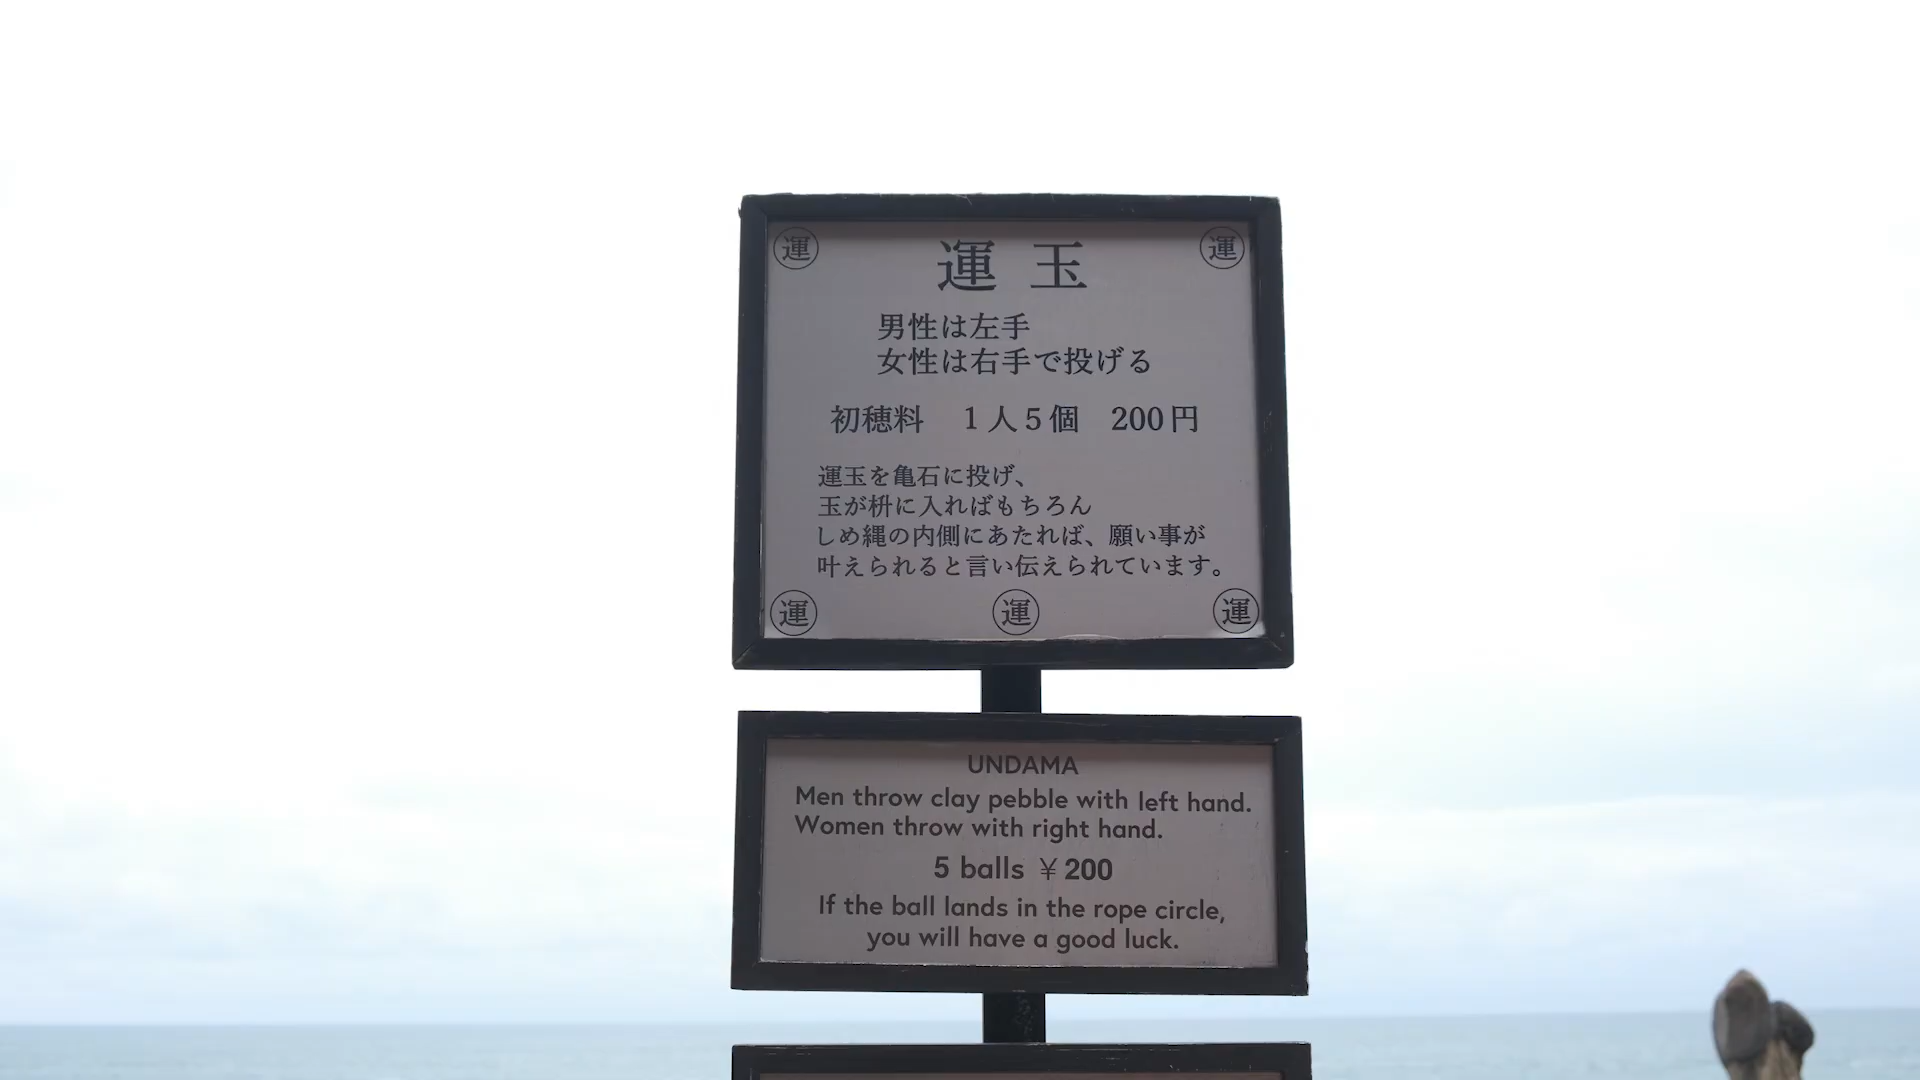 運 運
運玉
男性は左手
女性は右手で投げる
初穂料 1人5個 200円
運玉を亀石に投げ、
玉が枡に入ればもちろん
しめ縄の内側にあたれば、願い事が
叶えられると言い伝えられています。
運 運 運
UNDAMA
Men throw clay pebble with left hand.
Women throw with right hand.
5 balls ¥200
If the ball lands in the rope circle,
you will have a good luck.